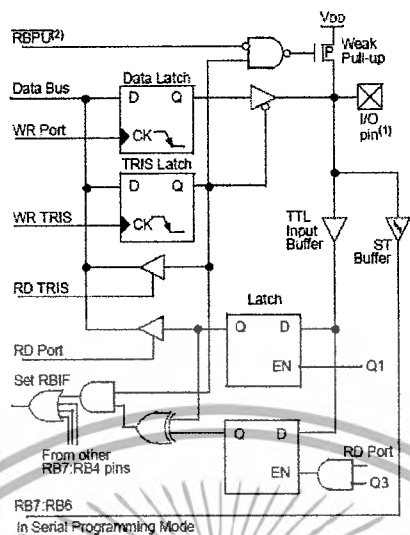 VDD
RBPU(2)
P Weak
Pull-up
Data Bus
Data Latch
D Q
I/O
pin(1)
WR Port
CK
TRIS Latch
D Q
WR TRIS
CK
TTL
Input
Buffer
ST
Buffer
RD TRIS
Latch
Q D
RD Port
EN Q1
Set RBIF
Q D
RD Port
EN
Q3
From other
RB7:RB4 pins
RB7:RB6
In Serial Programming Mode